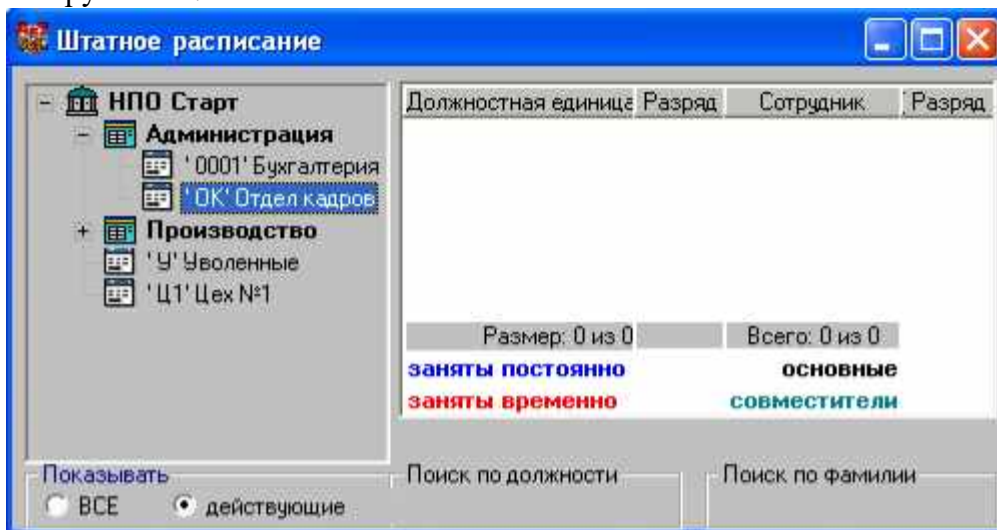 Штатное расписание
НПО Старт
Администрация
'0001' Бухгалтерия
'ОК' Отдел кадров
Производство
'У' Уволенные
'Ц1' Цех №1
Должностная единица Разряд Сотрудник Разряд
Размер: 0 из 0 Всего: 0 из 0
заняты постоянно основные
заняты временно совместители
Показывать
ВСЕ действующие
Поиск по должности
Поиск по фамилии